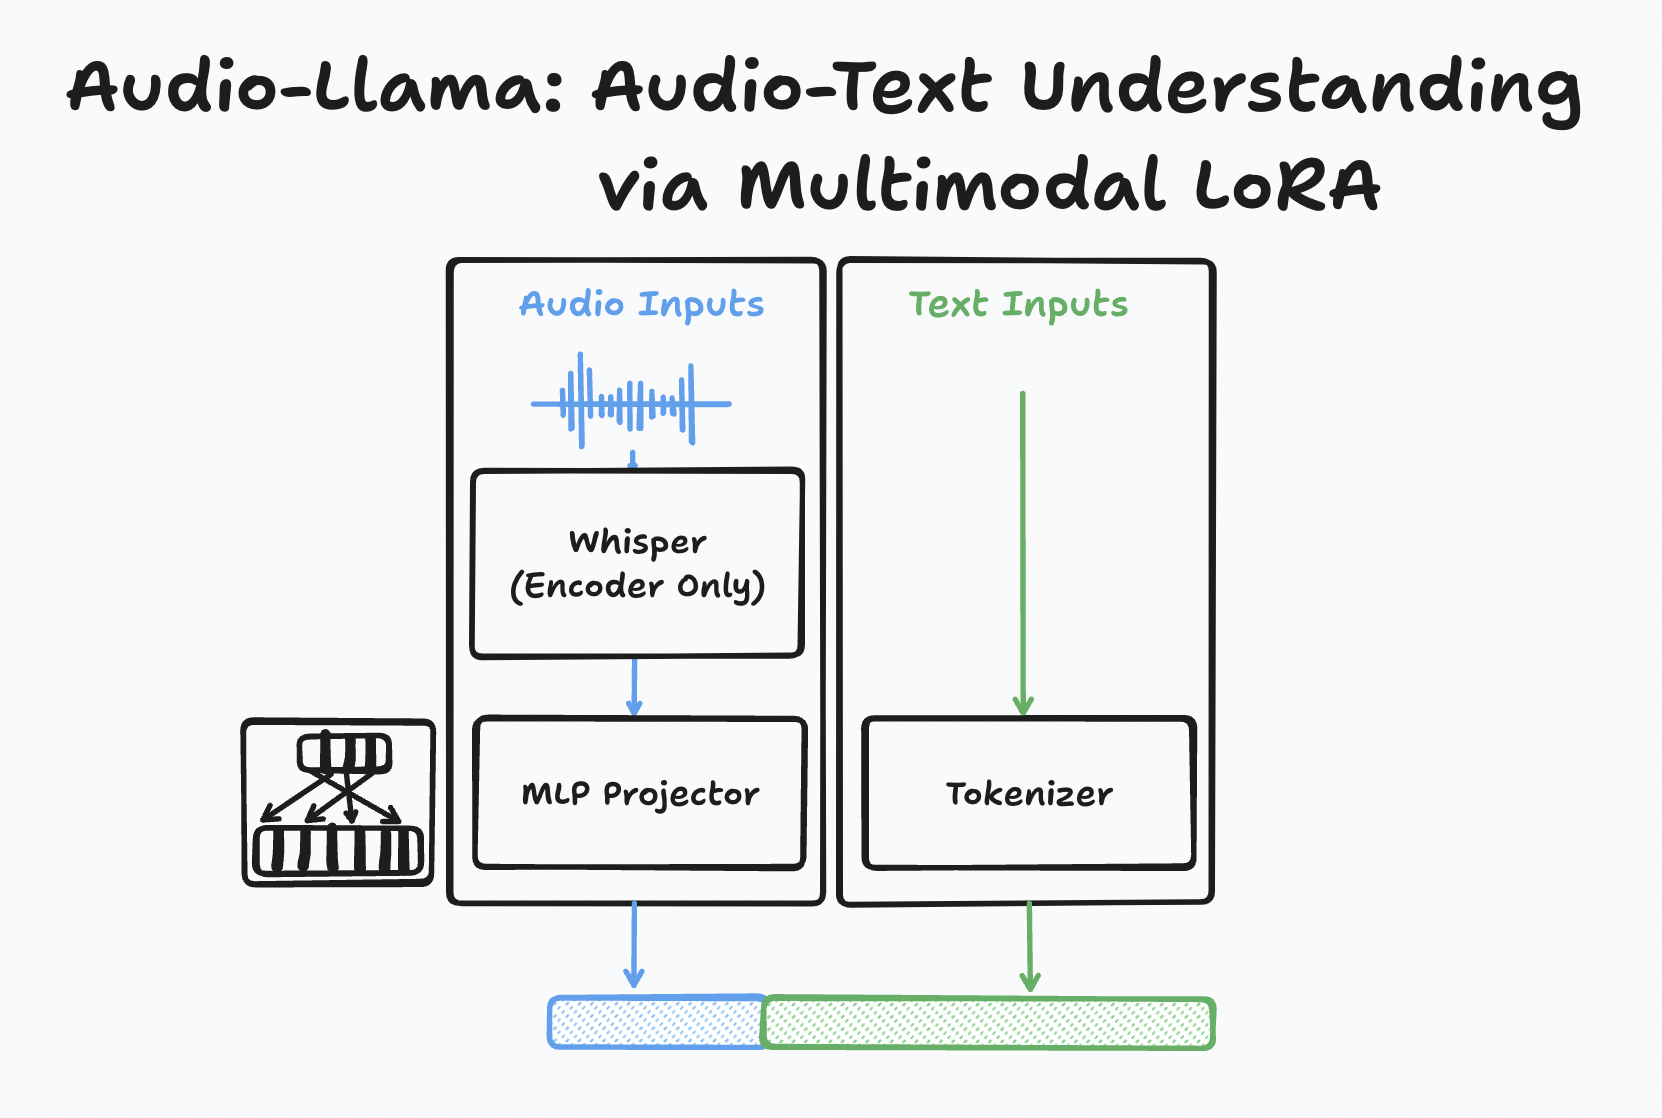 Audio-Llama: Audio-Text Understanding
via Multimodal LoRA
Audio Inputs
Text Inputs
Whisper
(Encoder Only)
MLP Projector
Tokenizer